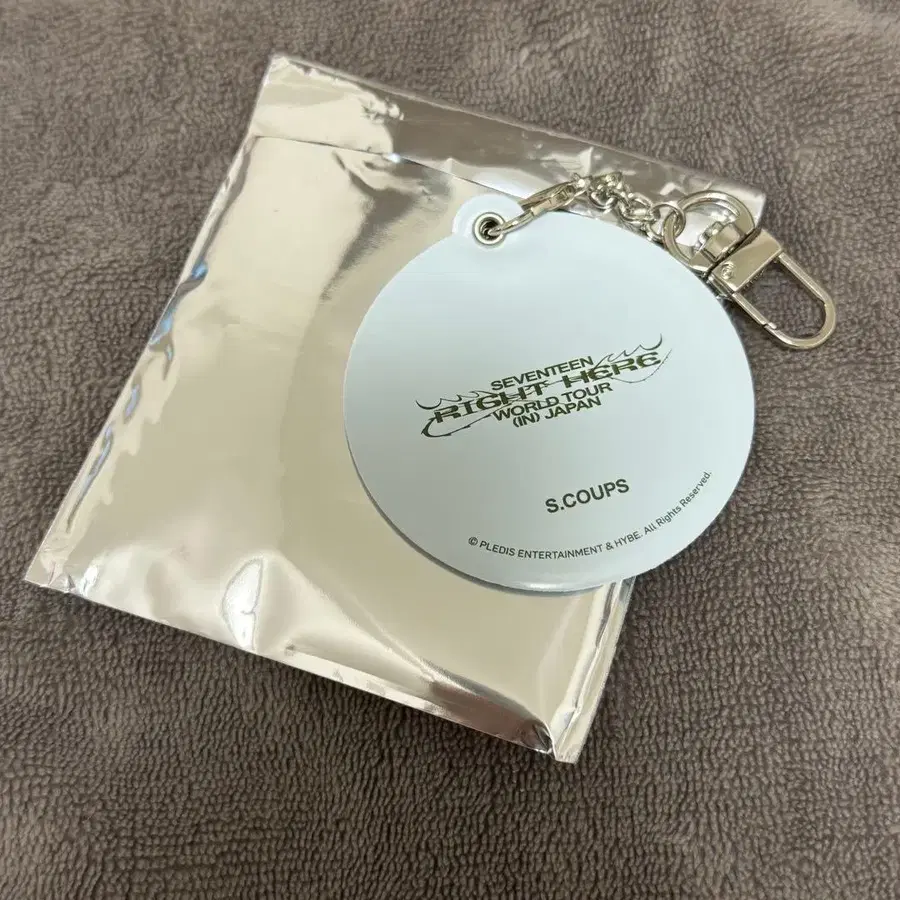 SEVENTEEN
RIGHT HERE
WORLD TOUR
(IN) JAPAN
S.COUPS
© PLEDIS ENTERTAINMENT & HYBE. All Rights Reserved.